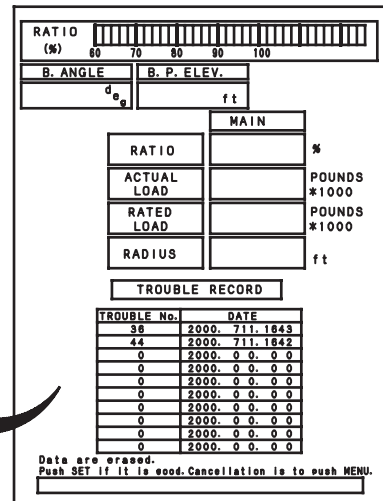 RATIO
(%) 60 70 80 90 100
B. ANGLE B. P. ELEV.
deg ft
MAIN
RATIO %
ACTUAL LOAD POUNDS *1000
RATED LOAD POUNDS *1000
RADIUS ft
TROUBLE RECORD
TROUBLE No. DATE
36 2000. 711.1643
44 2000. 711.1642
0 2000. 0 0. 0 0
0 2000. 0 0. 0 0
0 2000. 0 0. 0 0
0 2000. 0 0. 0 0
0 2000. 0 0. 0 0
0 2000. 0 0. 0 0
0 2000. 0 0. 0 0
0 2000. 0 0. 0 0
Data are erased.
Push SET if it is good. Cancellation is to push MENU.